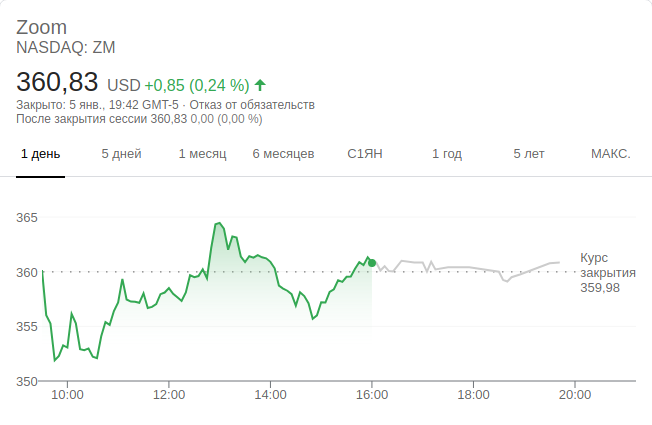 Zoom
NASDAQ: ZM
360,83 USD +0,85 (0,24 %)
Закрыто: 5 янв., 19:42 GMT-5 · Отказ от обязательств
После закрытия сессии 360,83 0,00 (0,00 %)
1 день 5 дней 1 месяц 6 месяцев С1ЯН 1 год 5 лет МАКС.
365
360
355
350
Курс
закрытия
359,98
10:00 12:00 14:00 16:00 18:00 20:00